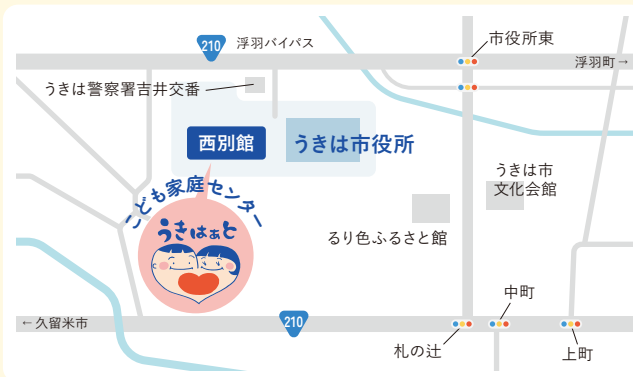 210
浮羽バイパス
市役所東
浮羽町→
うきは警察署吉井交番
西別館
うきは市役所
こども家庭センター
うきはぁと
うきは市
文化会館
るり色ふるさと館
←久留米市
210
中町
札の辻
上町